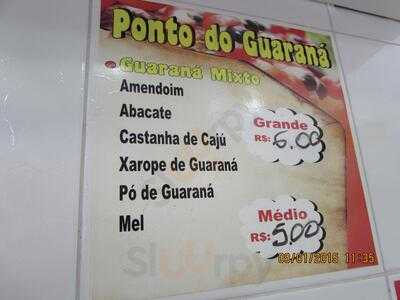 Ponto do Guaraná
Guaraná Mixto
Amendoim
Abacate
Castanha de Cajú
Xarope de Guaraná
Pó de Guaraná
Mel
Grande
R$: 6,00
Médio
R$: 5,00
09/01/2015 11:35
Slurrpy